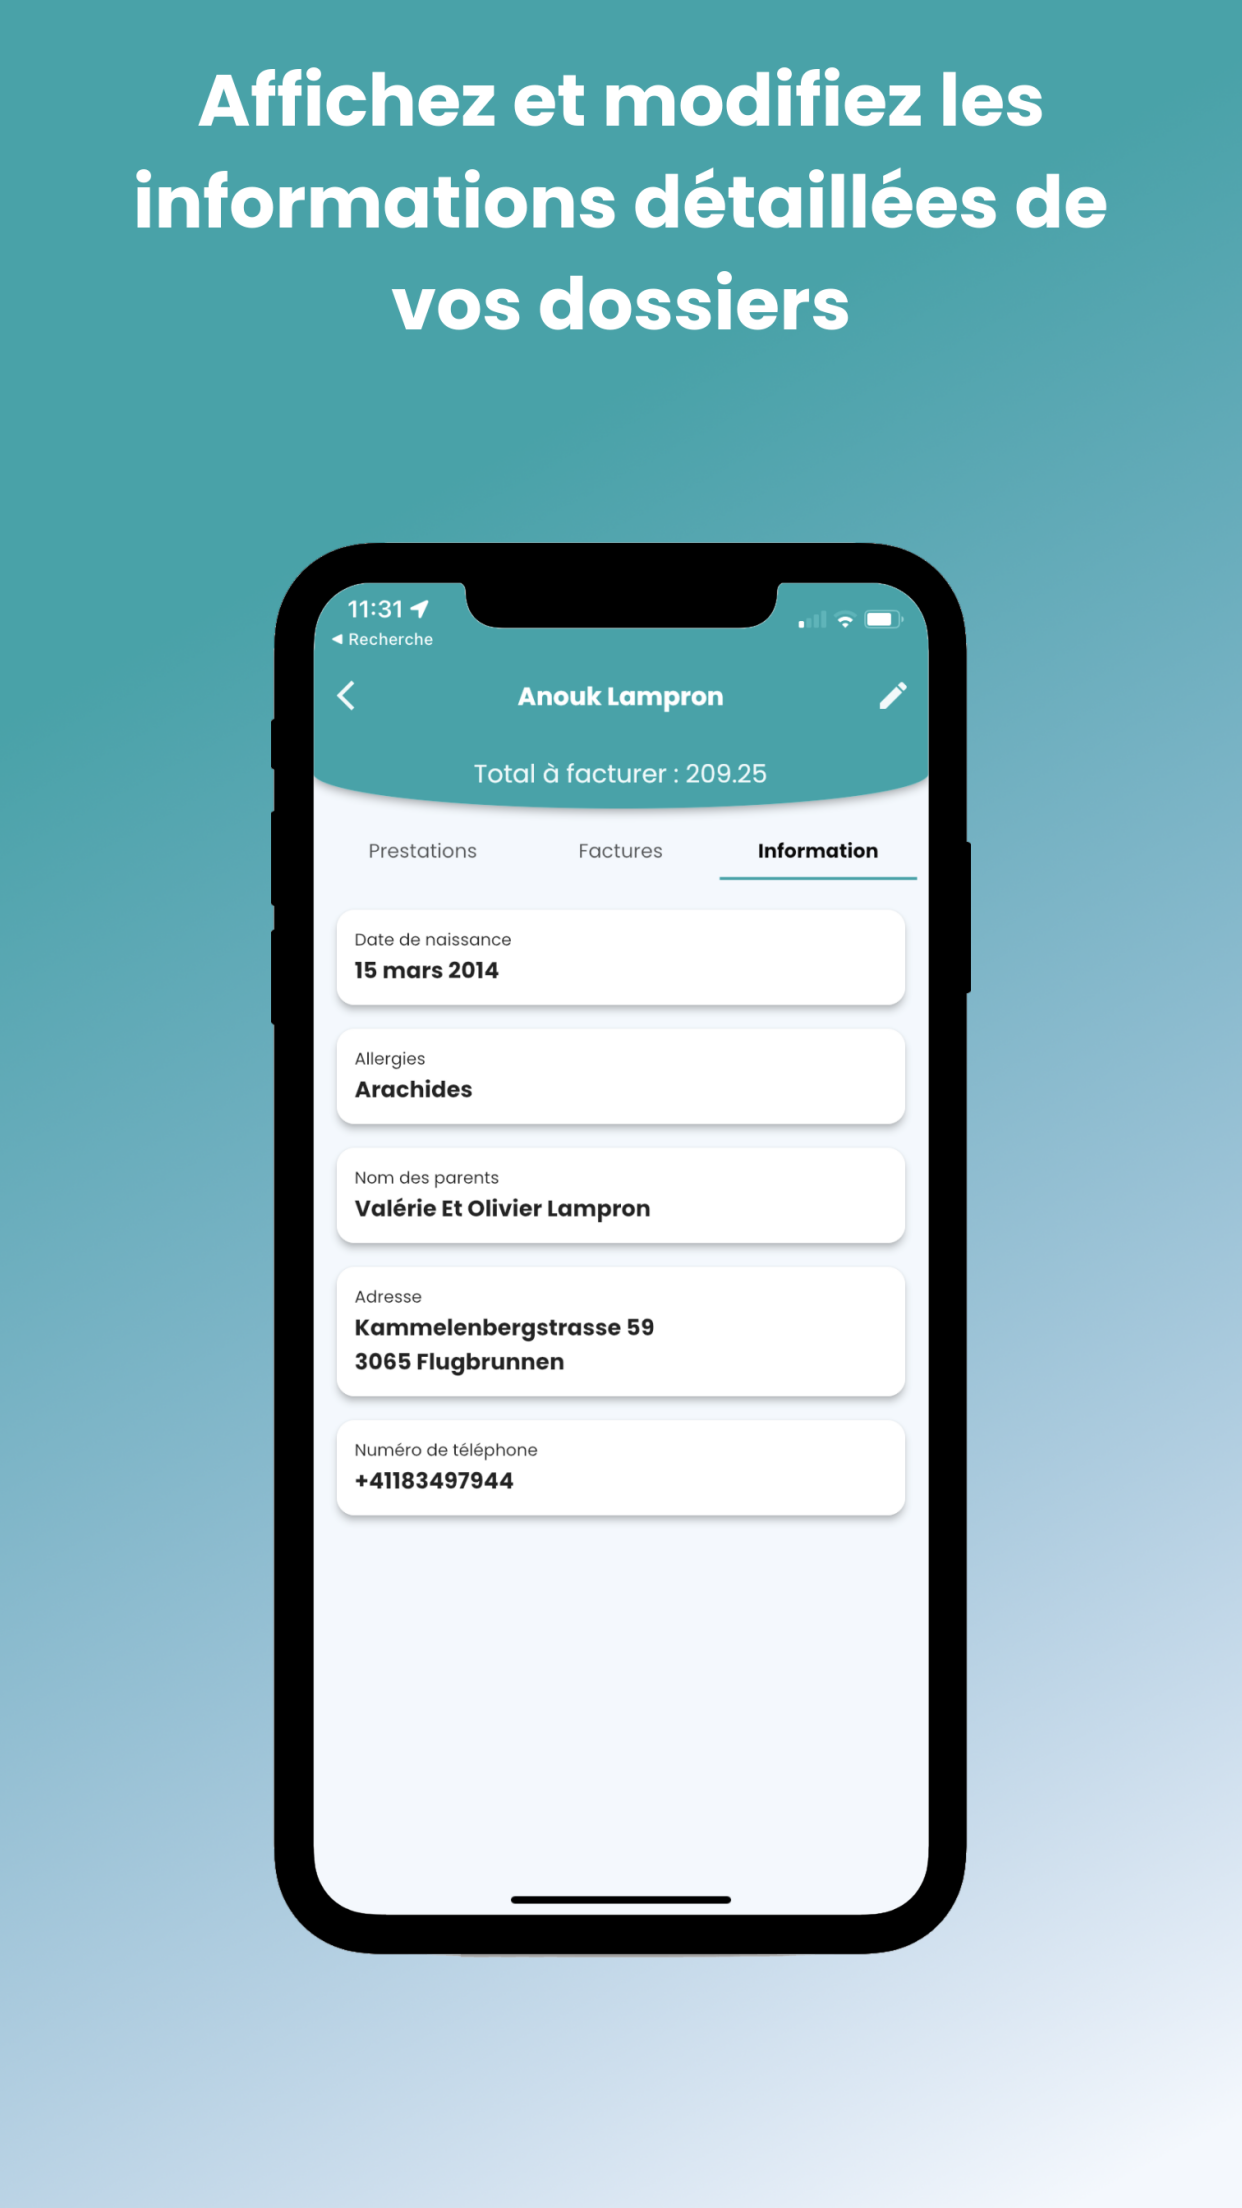 Affichez et modifiez les
informations détaillées de
vos dossiers
11:31
◀ Recherche
Anouk Lampron
Total à facturer : 209.25
Prestations Factures Information
Date de naissance
15 mars 2014
Allergies
Arachides
Nom des parents
Valérie Et Olivier Lampron
Adresse
Kammelenbergstrasse 59
3065 Flugbrunnen
Numéro de téléphone
+41183497944